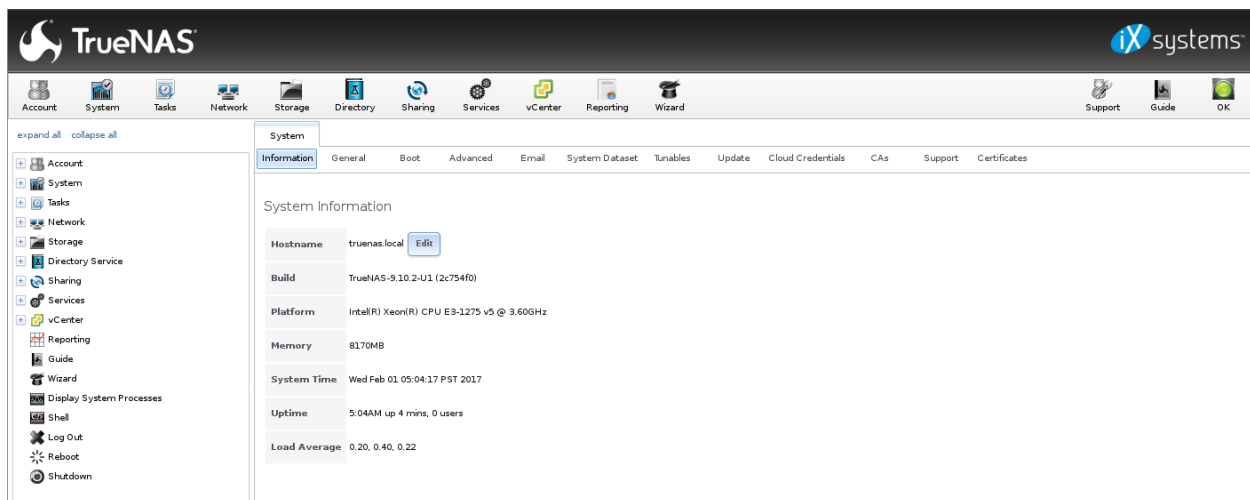 TrueNAS
iXsystems
Account System Tasks Network Storage Directory Sharing Services vCenter Reporting Wizard Support Guide OK
expand all collapse all
System
Information General Boot Advanced Email System Dataset Tunables Update Cloud Credentials CAs Support Certificates
Account
System
Tasks
Network
Storage
Directory Service
Sharing
Services
vCenter
Reporting
Guide
Wizard
Display System Processes
Shell
Log Out
Reboot
Shutdown
System Information
Hostname truenas.local Edit
Build TrueNAS-9.10.2-U1 (2c754f0)
Platform Intel(R) Xeon(R) CPU E3-1275 v5 @ 3.60GHz
Memory 8170MB
System Time Wed Feb 01 05:04:17 PST 2017
Uptime 5:04AM up 4 mins, 0 users
Load Average 0.20, 0.40, 0.22